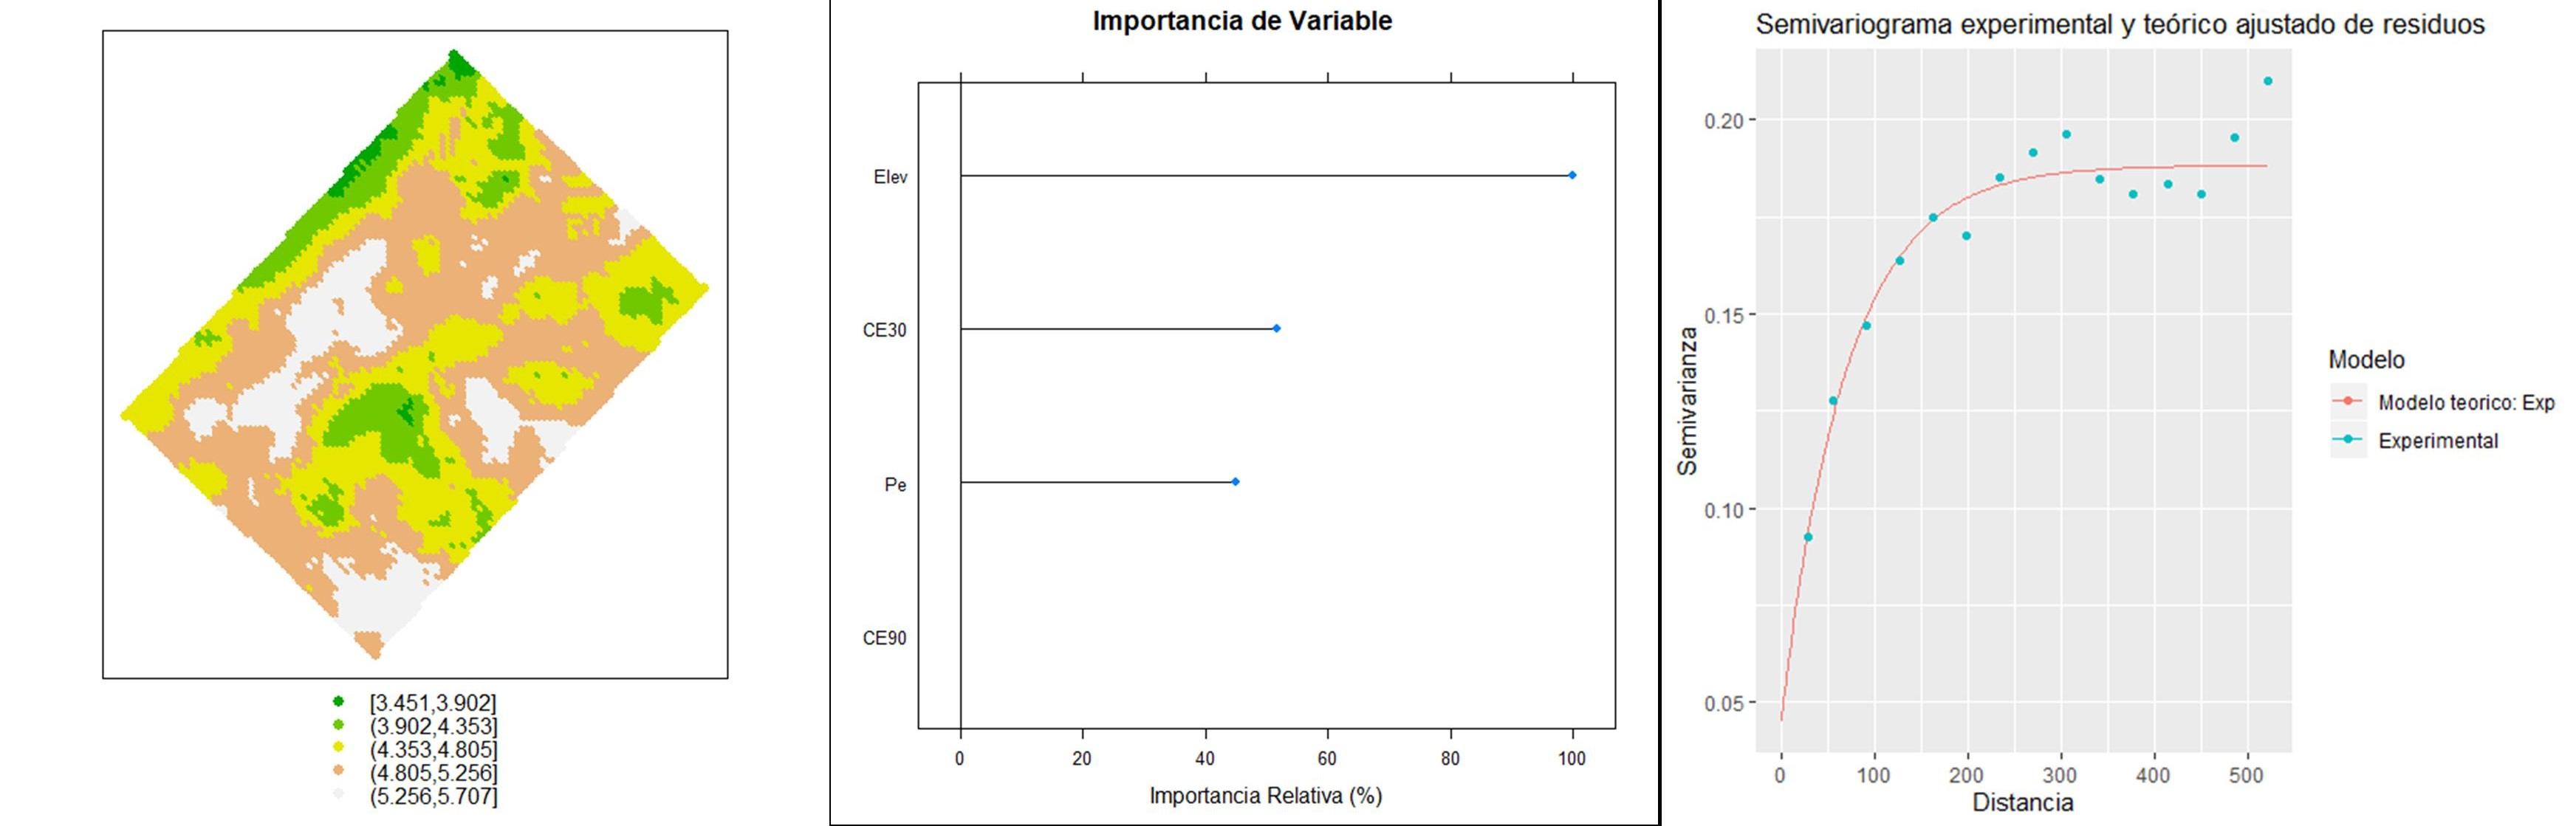 [3.451,3.902]
(3.902,4.353]
(4.353,4.805]
(4.805,5.256]
(5.256,5.707]
Importancia de Variable
Elev
CE30
Pe
CE90
0 20 40 60 80 100
Importancia Relativa (%)
Semivariograma experimental y teórico ajustado de residuos
0.20
0.15
0.10
0.05
Semivarianza
0 100 200 300 400 500
Distancia
Modelo
Modelo teorico: Exp
Experimental